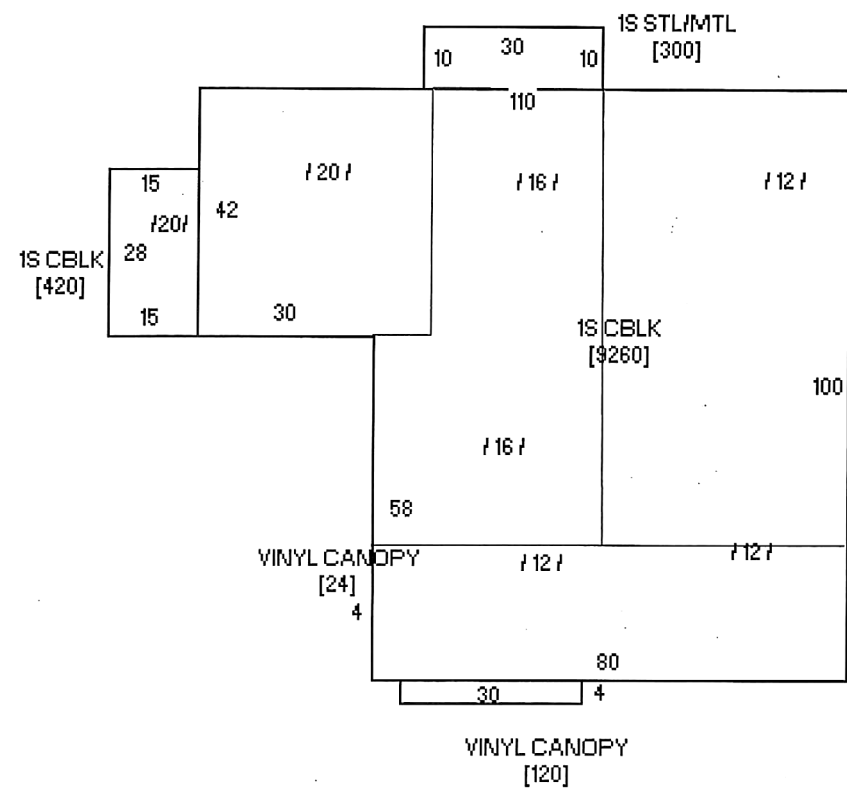 1S STL/MTL
[300]
10
30
10
110
/ 20 /
/ 16 /
/ 12 /
15
/20/
42
28
1S CBLK
[420]
15
30
1S CBLK
[9260]
100
/ 16 /
58
VINYL CANOPY
[24]
4
/ 12 /
/ 12 /
80
30
4
VINYL CANOPY
[120]